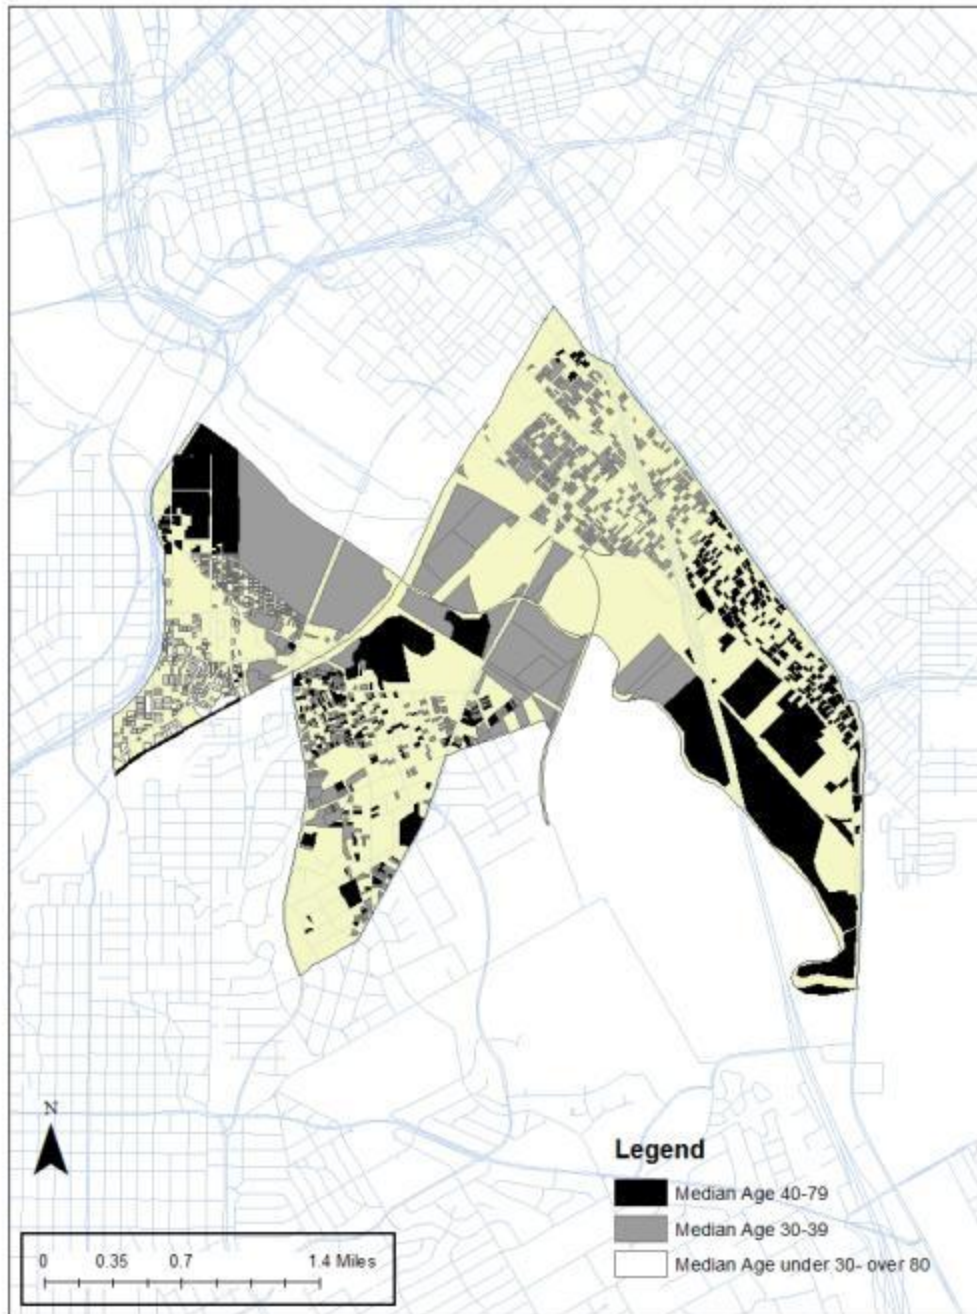 N
Legend
Median Age 40-79
Median Age 30-39
Median Age under 30- over 80
0 0.35 0.7 1.4 Miles